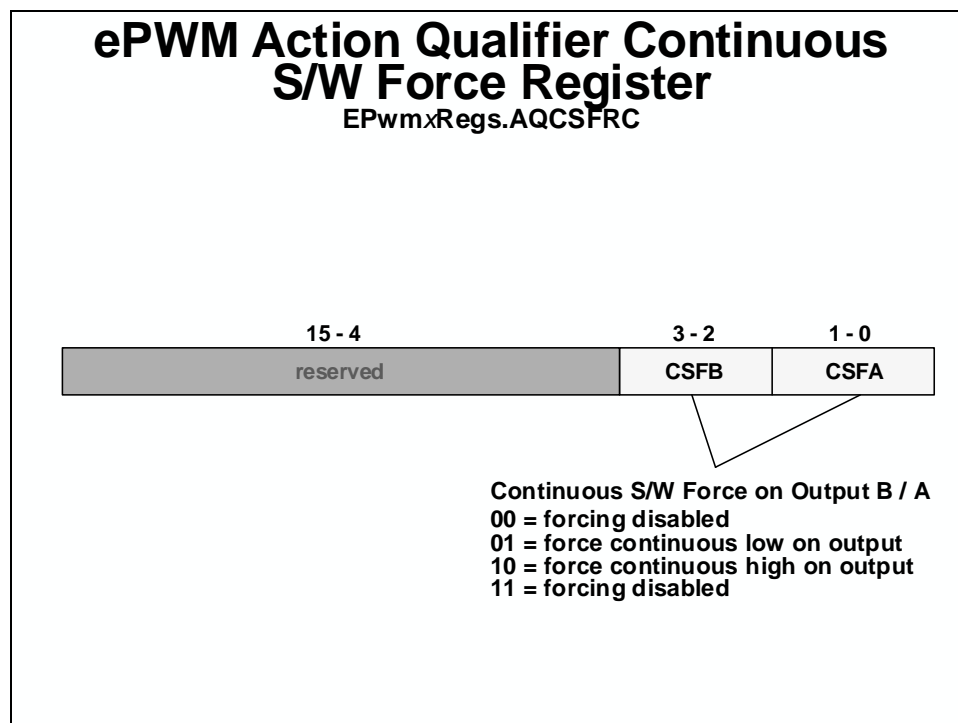 ePWM Action Qualifier Continuous
S/W Force Register
EPwmxRegs.AQCSFRC
15 - 4 3 - 2 1 - 0
reserved CSFB CSFA
Continuous S/W Force on Output B / A
00 = forcing disabled
01 = force continuous low on output
10 = force continuous high on output
11 = forcing disabled